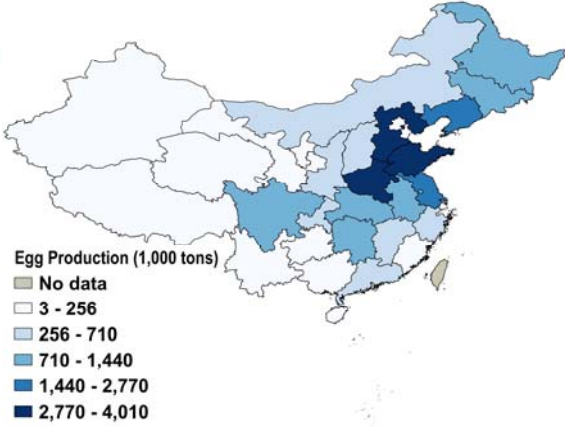 Egg Production (1,000 tons)
No data
3 - 256
256 - 710
710 - 1,440
1,440 - 2,770
2,770 - 4,010